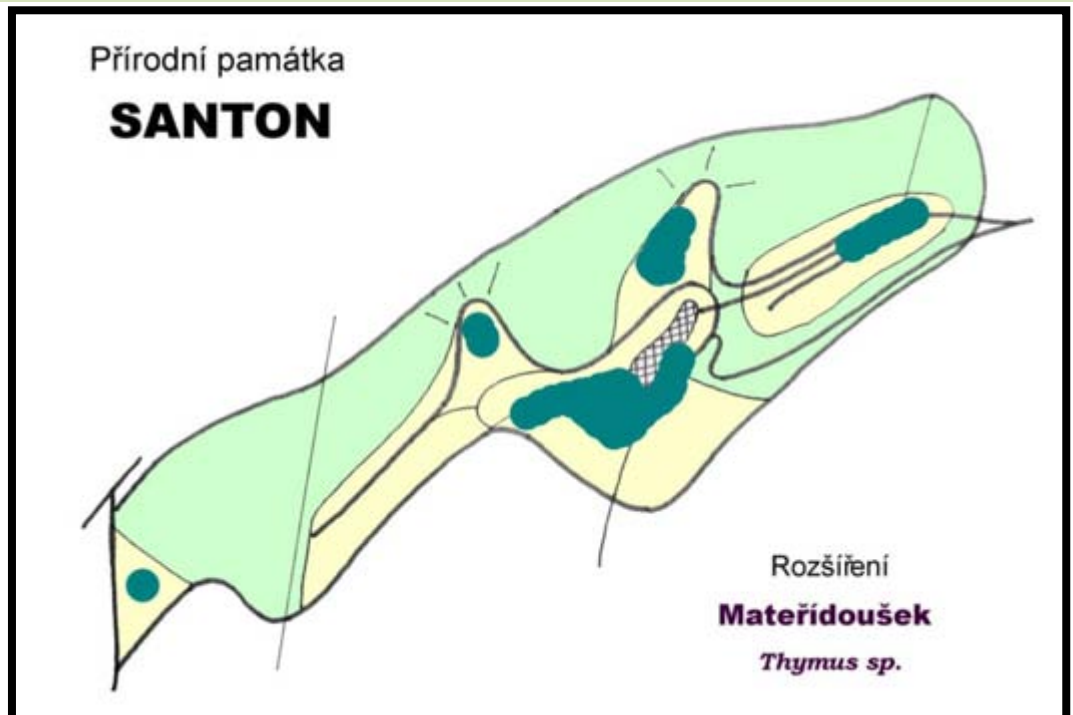 Přírodní památka
SANTON
Rozšíření
Mateřídoušek
Thymus sp.